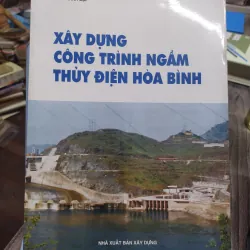 XÂY DỰNG
CÔNG TRÌNH NGẦM
THỦY ĐIỆN HÒA BÌNH
NHÀ XUẤT BẢN XÂY DỰNG